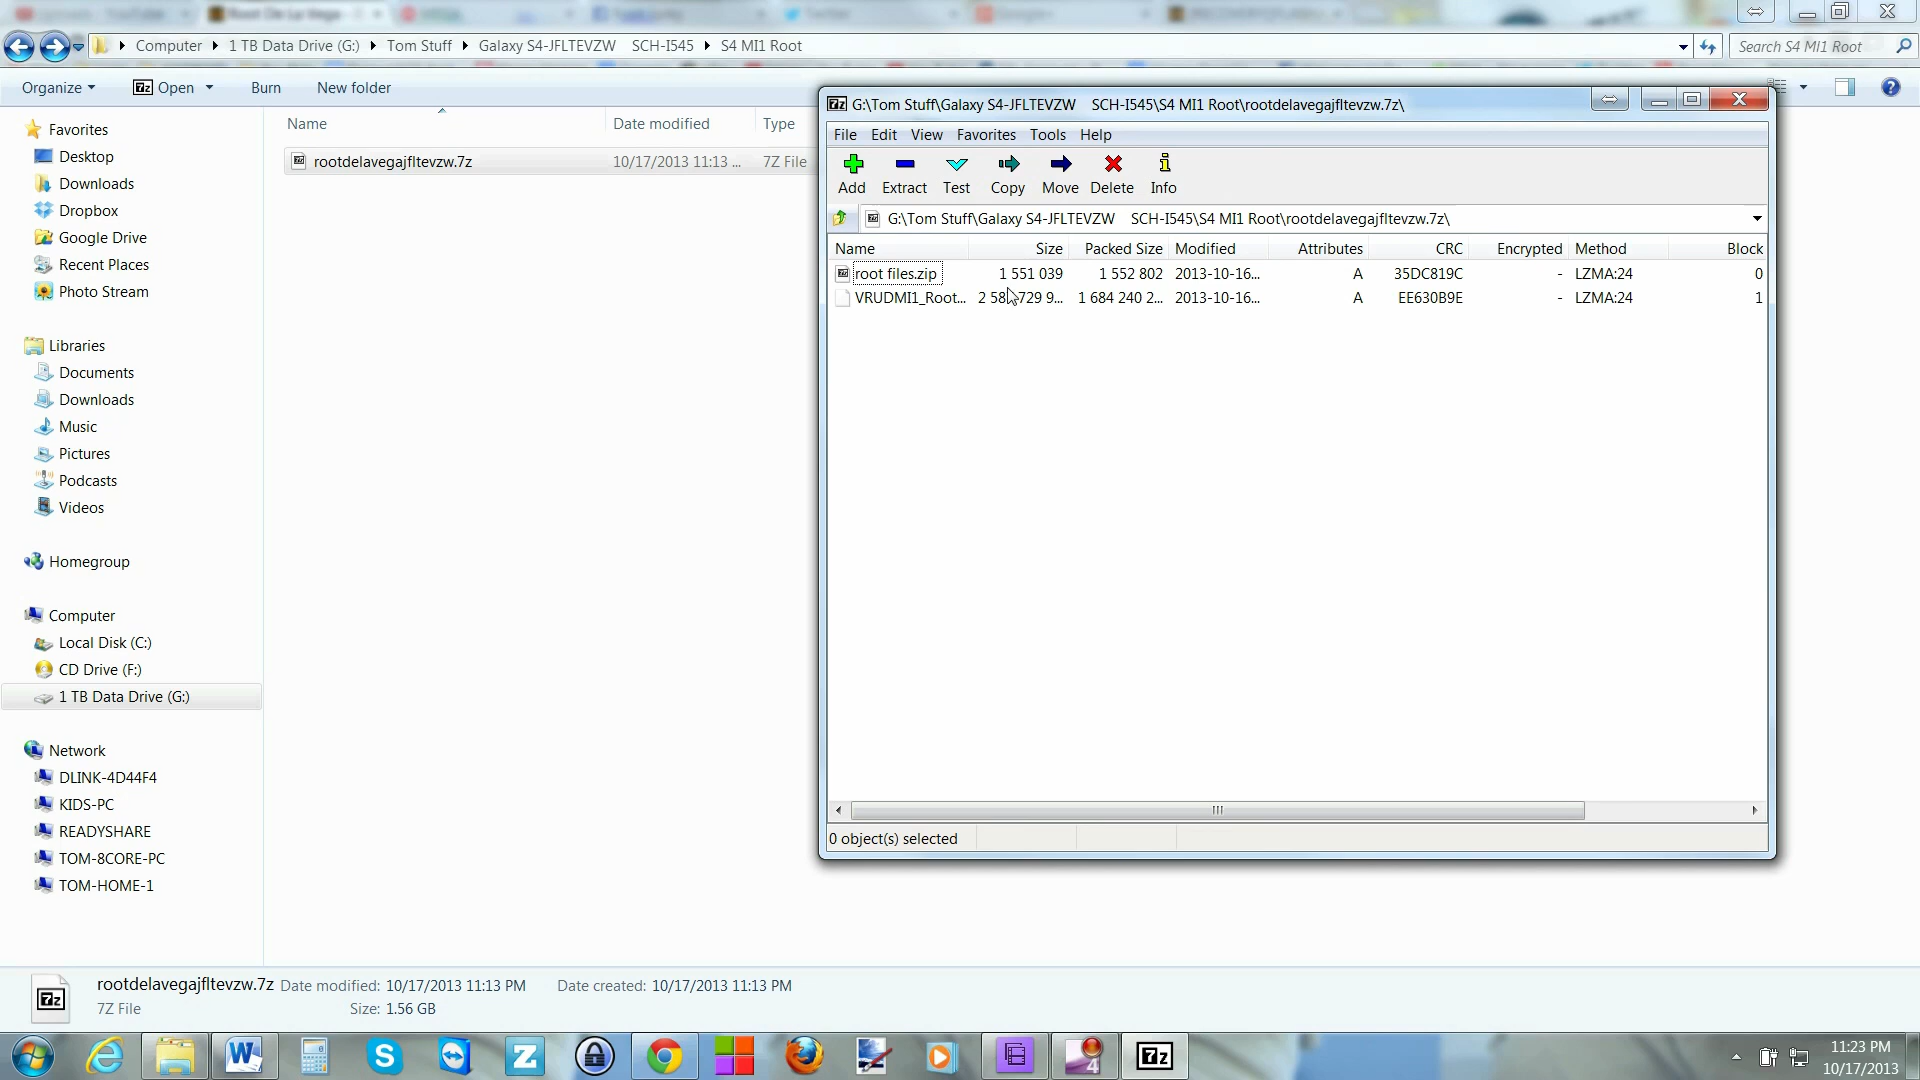 Computer 1 TB Data Drive (G:) Tom Stuff Galaxy S4-JFLTEVZW SCH-I545 S4 MI1 Root
Search S4 MI1 Root
Organize Open Burn New folder
Favorites
Desktop
Downloads
Dropbox
Google Drive
Recent Places
Photo Stream
Libraries
Documents
Downloads
Music
Pictures
Podcasts
Videos
Homegroup
Computer
Local Disk (C:)
CD Drive (F:)
1 TB Data Drive (G:)
Network
DLINK-4D44F4
KIDS-PC
READYSHARE
TOM-8CORE-PC
TOM-HOME-1
Name Date modified Type
rootdelavegajfltevzw.7z 10/17/2013 11:13 ... 7Z File
G:\Tom Stuff\Galaxy S4-JFLTEVZW SCH-I545\S4 MI1 Root\rootdelavegajfltevzw.7z\
File Edit View Favorites Tools Help
Add Extract Test Copy Move Delete Info
G:\Tom Stuff\Galaxy S4-JFLTEVZW SCH-I545\S4 MI1 Root\rootdelavegajfltevzw.7z\
Name Size Packed Size Modified Attributes CRC Encrypted Method Block
root files.zip 1 551 039 1 552 802 2013-10-16... A 35DC819C - LZMA:24 0
VRUDMI1_Root... 729 9... 1 684 240 2... 2013-10-16... A EE630B9E - LZMA:24 1
0 object(s) selected
rootdelavegajfltevzw.7z Date modified: 10/17/2013 11:13 PM Date created: 10/17/2013 11:13 PM
7Z File Size: 1.56 GB
11:23 PM
10/17/2013